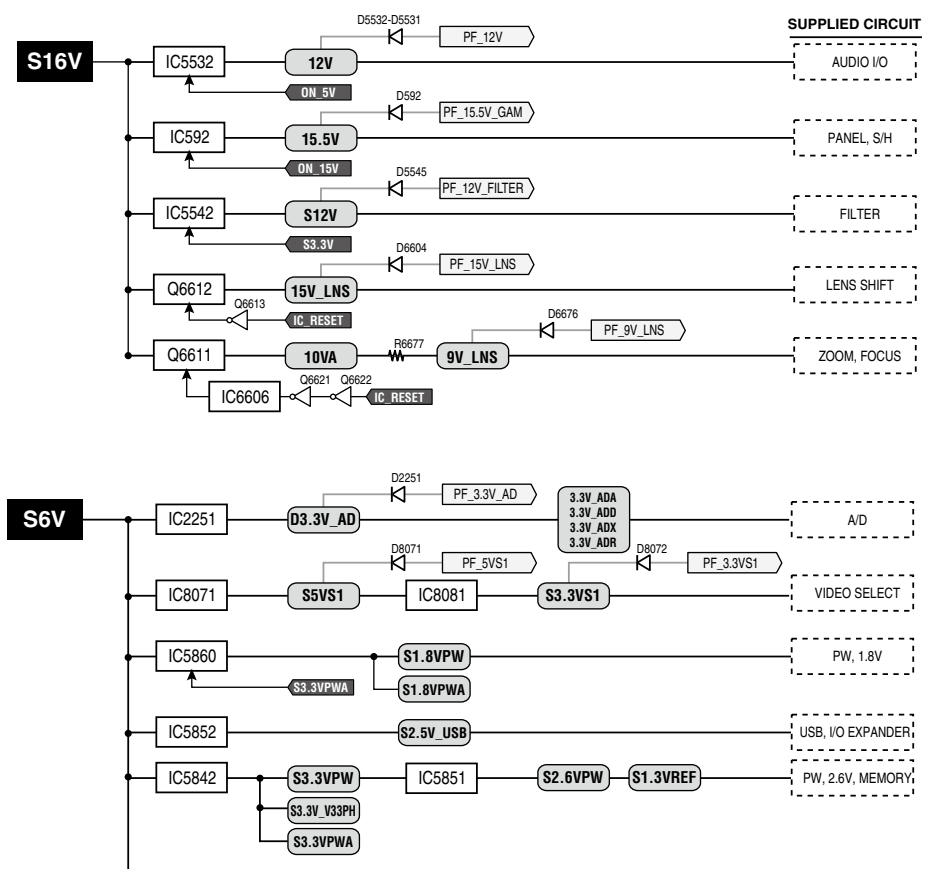 SUPPLIED CIRCUIT
D5532-D5531
PF_12V
S16V
IC5532
12V
AUDIO I/O
ON_5V
D592
PF_15.5V_GAM
IC592
15.5V
PANEL, S/H
ON_15V
D5545
PF_12V_FILTER
IC5542
S12V
FILTER
S3.3V
D6604
PF_15V_LNS
Q6612
15V_LNS
LENS SHIFT
Q6613
IC_RESET
D6676
PF_9V_LNS
Q6611
10VA
R6677
9V_LNS
ZOOM, FOCUS
IC6606
Q6621
Q6622
IC_RESET
D2251
PF_3.3V_AD
S6V
IC2251
D3.3V_AD
3.3V_ADA
3.3V_ADD
3.3V_ADX
3.3V_ADR
A/D
D8071
PF_5VS1
D8072
PF_3.3VS1
IC8071
S5VS1
IC8081
S3.3VS1
VIDEO SELECT
IC5860
S1.8VPW
PW, 1.8V
S3.3VPWA
S1.8VPWA
IC5852
S2.5V_USB
USB, I/O EXPANDER
IC5842
S3.3VPW
IC5851
S2.6VPW
S1.3VREF
PW, 2.6V, MEMORY
S3.3V_V33PH
S3.3VPWA